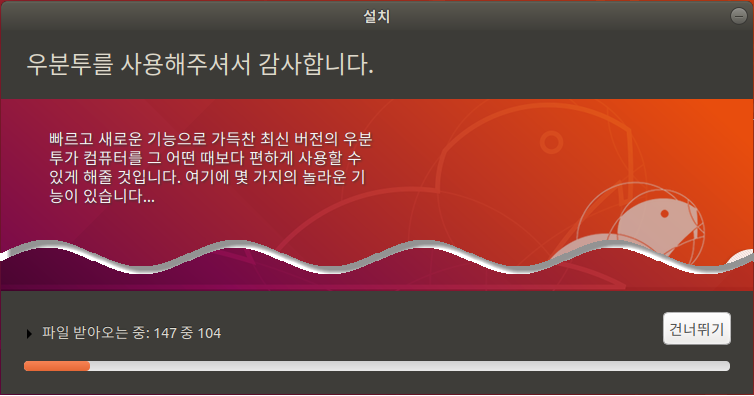 설치
우분투를 사용해주셔서 감사합니다.
빠르고 새로운 기능으로 가득찬 최신 버전의 우분
투가 컴퓨터를 그 어떤 때보다 편하게 사용할 수
있게 해줄 것입니다. 여기에 몇 가지의 놀라운 기
능이 있습니다...
파일 받아오는 중: 147 중 104
건너뛰기